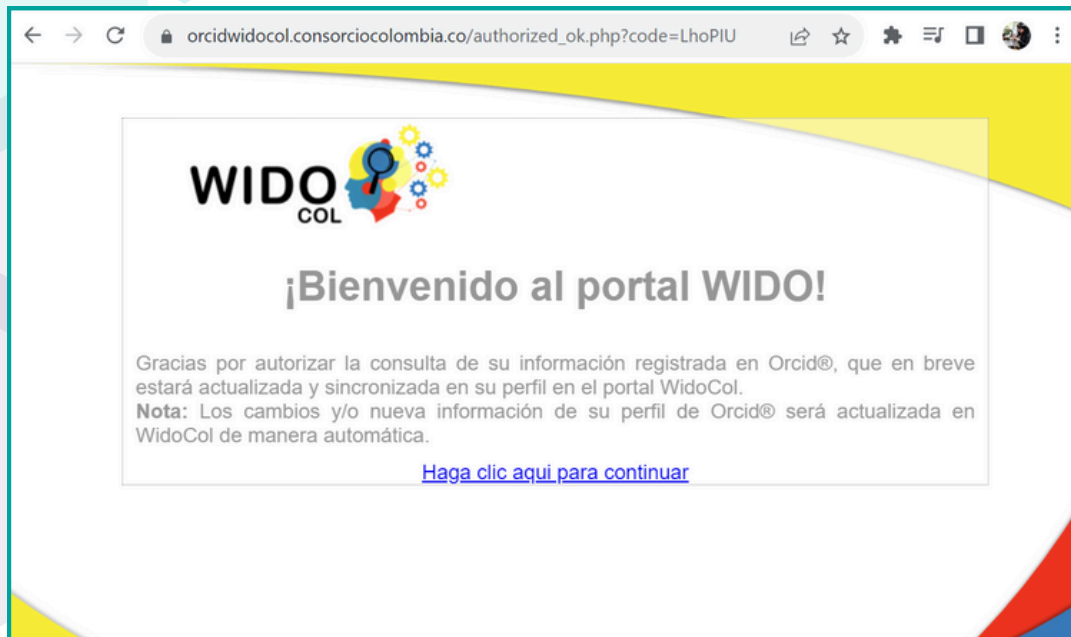 orcidwidocol.consorciocolombia.co/authorized_ok.php?code=LhoPIU
WIDO
COL
¡Bienvenido al portal WIDO!
Gracias por autorizar la consulta de su información registrada en Orcid®, que en breve
estará actualizada y sincronizada en su perfil en el portal WidoCol.
Nota: Los cambios y/o nueva información de su perfil de Orcid® será actualizada en
WidoCol de manera automática.
Haga clic aqui para continuar